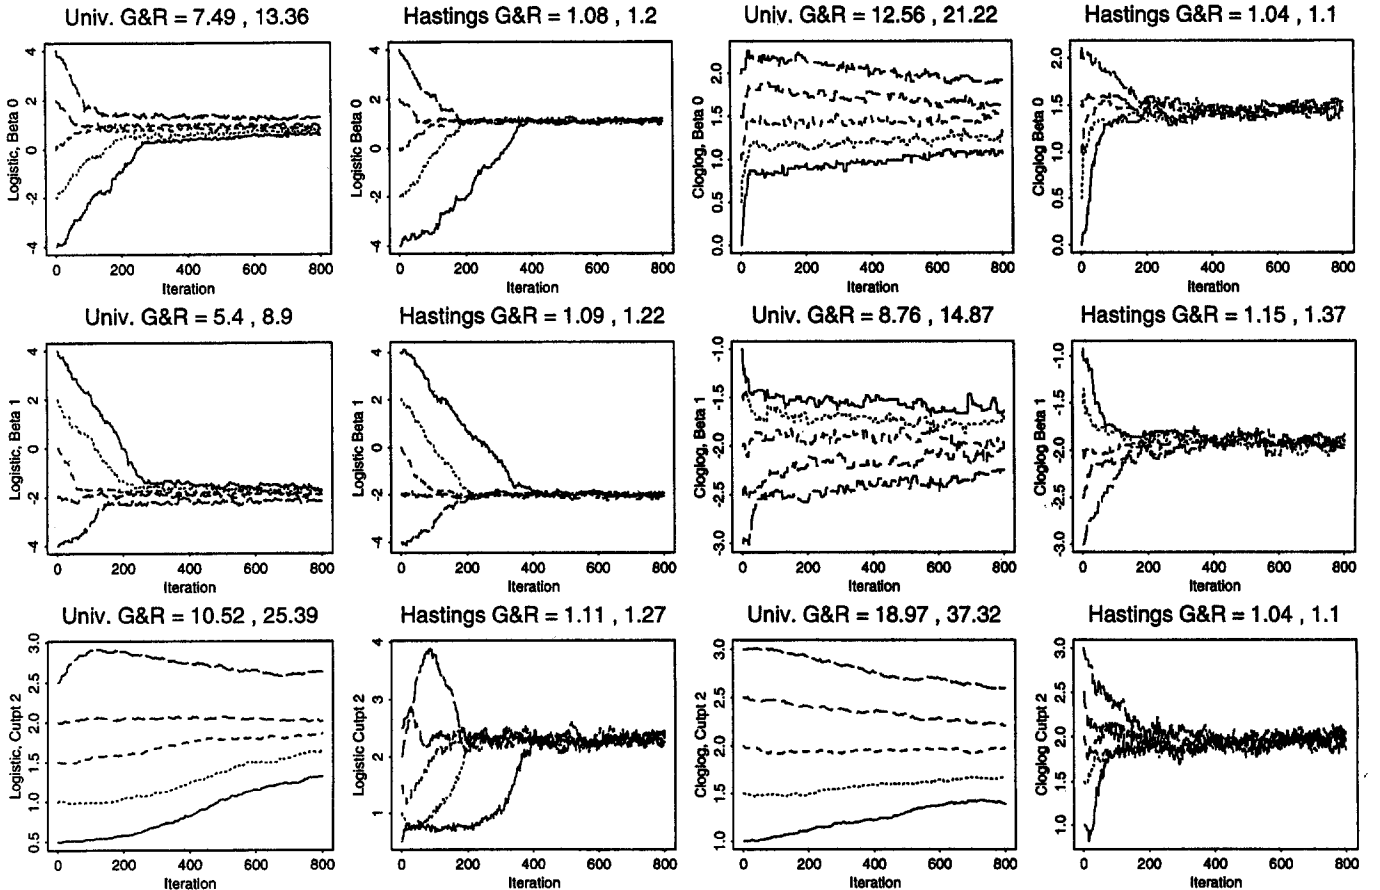 Univ. G&R = 7.49 , 13.36
Hastings G&R = 1.08 , 1.2
Univ. G&R = 12.56 , 21.22
Hastings G&R = 1.04 , 1.1
Logistic, Beta 0
4
2
0
-2
-4
0 200 400 600 800
Iteration
Logistic Beta 0
4
2
0
-2
-4
0 200 400 600 800
Iteration
Cloglog, Beta 0
2.0
1.5
1.0
0.5
0.0
0 200 400 600 800
Iteration
Cloglog Beta 0
2.0
1.5
1.0
0.5
0.0
0 200 400 600 800
Iteration
Univ. G&R = 5.4 , 8.9
Hastings G&R = 1.09 , 1.22
Univ. G&R = 8.76 , 14.87
Hastings G&R = 1.15 , 1.37
Logistic, Beta 1
4
2
0
-2
-4
0 200 400 600 800
Iteration
Logistic Beta 1
4
2
0
-2
-4
0 200 400 600 800
Iteration
Cloglog, Beta 1
-1.0
-1.5
-2.0
-2.5
-3.0
0 200 400 600 800
Iteration
Cloglog Beta 1
-1.0
-1.5
-2.0
-2.5
-3.0
0 200 400 600 800
Iteration
Univ. G&R = 10.52 , 25.39
Hastings G&R = 1.11 , 1.27
Univ. G&R = 18.97 , 37.32
Hastings G&R = 1.04 , 1.1
Logistic, Cutpt 2
3.0
2.5
2.0
1.5
1.0
0.5
0 200 400 600 800
Iteration
Logistic Cutpt 2
4
3
2
1
0 200 400 600 800
Iteration
Cloglog, Cutpt 2
3.0
2.5
2.0
1.5
1.0
0 200 400 600 800
Iteration
Cloglog Cutpt 2
3.0
2.5
2.0
1.5
1.0
0 200 400 600 800
Iteration